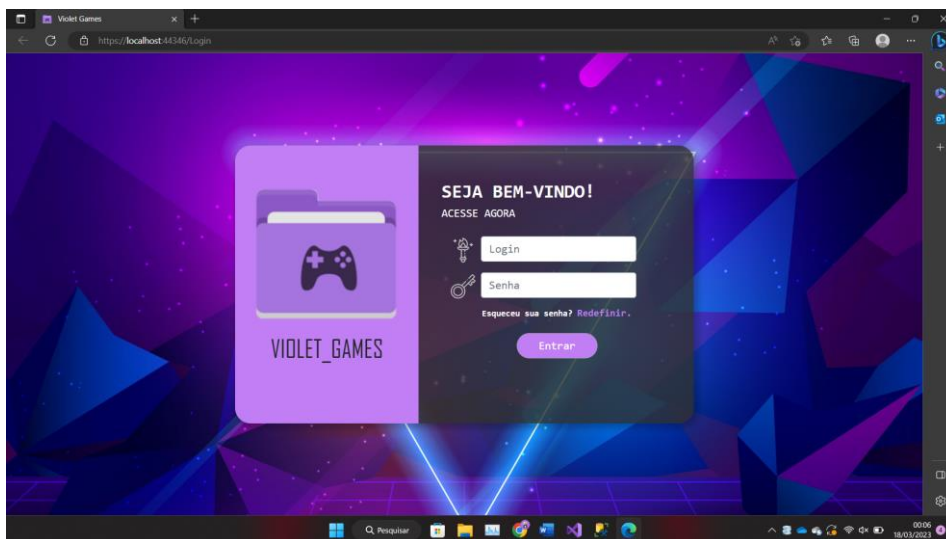 Violet Games
https://localhost:44346/Login
SEJA BEM-VINDO!
ACESSE AGORA
Login
Senha
Esqueceu sua senha? Redefinir.
Entrar
VIOLET_GAMES
Pesquisar
00:06
18/03/2023